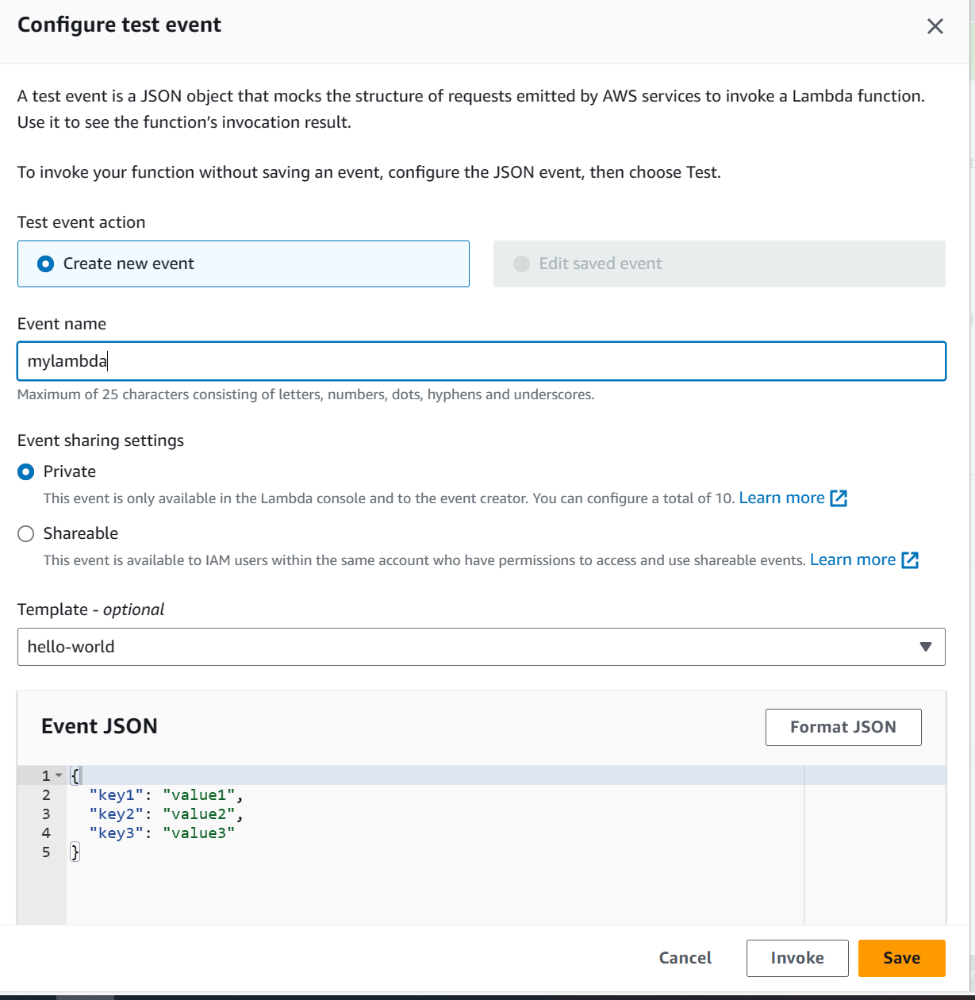 Configure test event
A test event is a JSON object that mocks the structure of requests emitted by AWS services to invoke a Lambda function.
Use it to see the function’s invocation result.
To invoke your function without saving an event, configure the JSON event, then choose Test.
Test event action
Create new event
Edit saved event
Event name
mylambda
Maximum of 25 characters consisting of letters, numbers, dots, hyphens and underscores.
Event sharing settings
Private
This event is only available in the Lambda console and to the event creator. You can configure a total of 10. Learn more
Shareable
This event is available to IAM users within the same account who have permissions to access and use shareable events. Learn more
Template - optional
hello-world
Event JSON
Format JSON
1 {
2 "key1": "value1",
3 "key2": "value2",
4 "key3": "value3"
5 }
Cancel
Invoke
Save